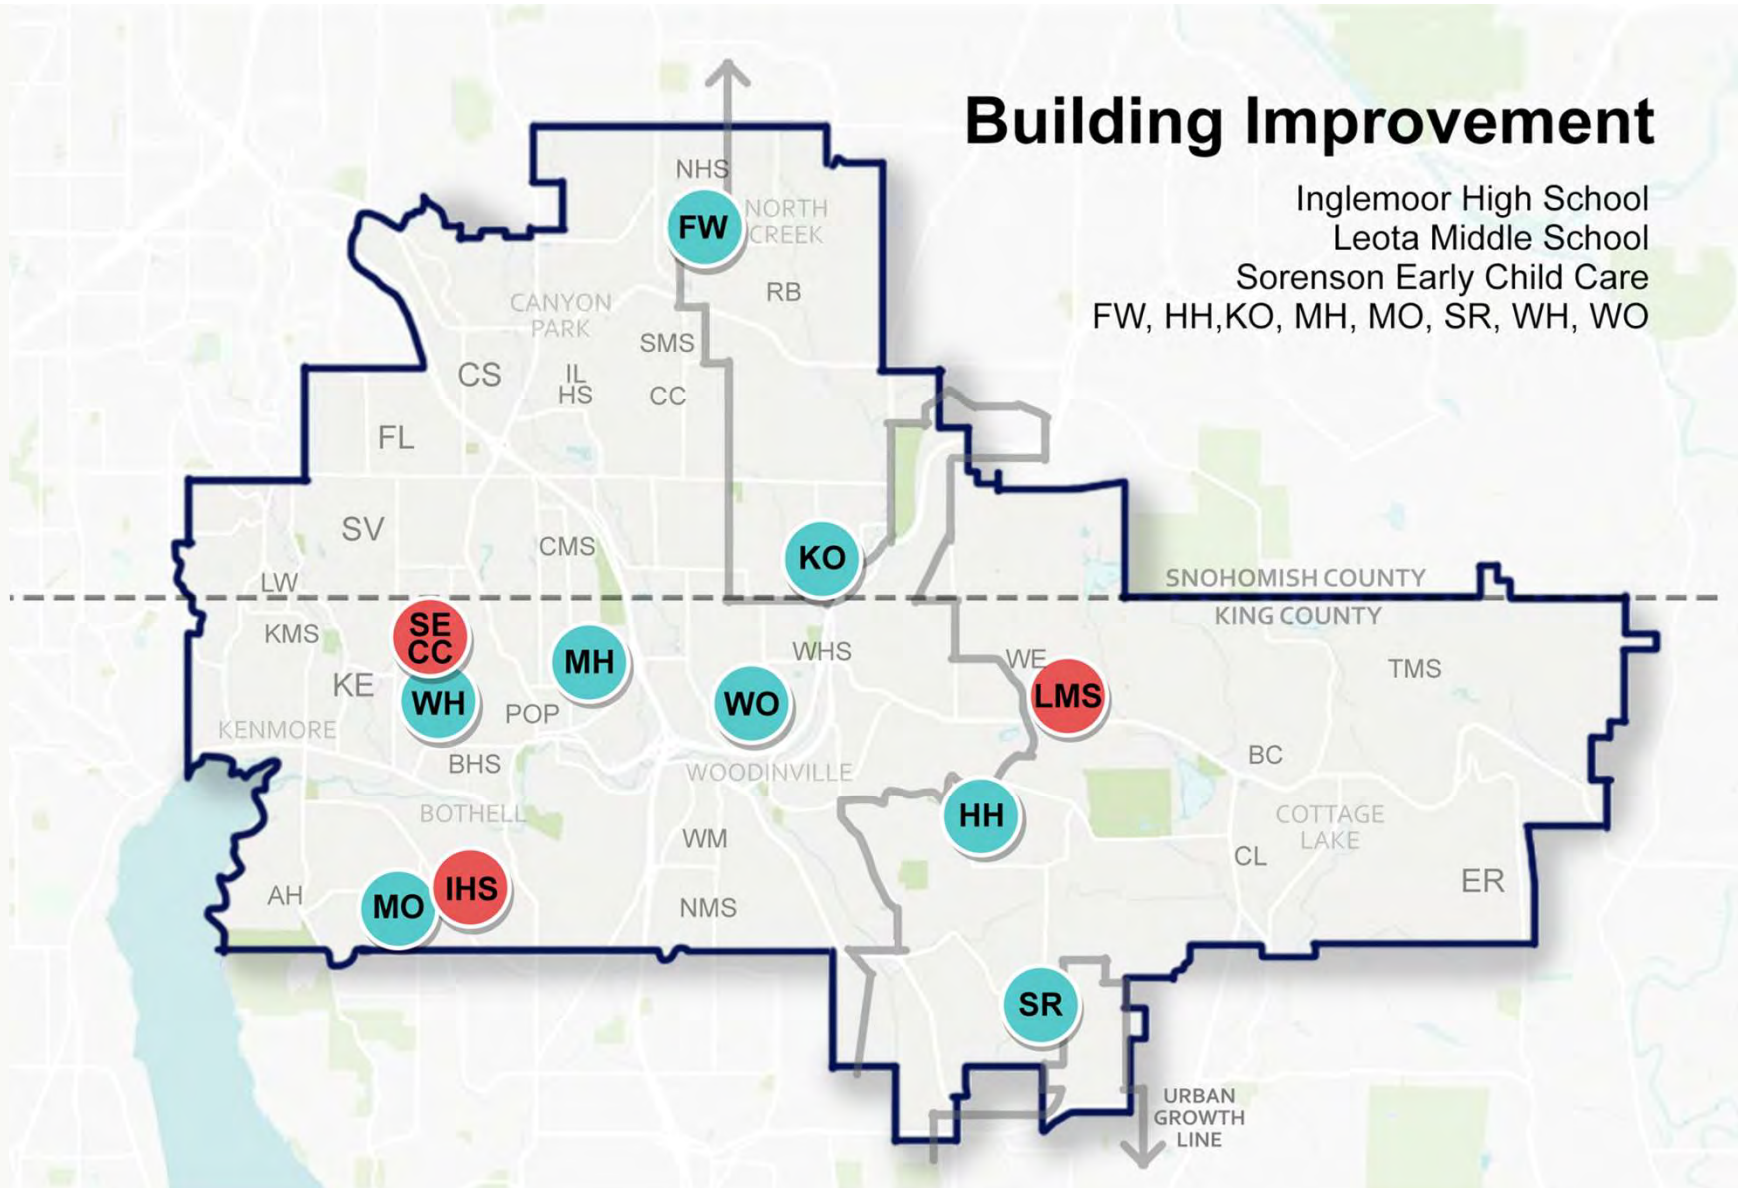 Building Improvement
Inglemoor High School
Leota Middle School
Sorenson Early Child Care
FW, HH,KO, MH, MO, SR, WH, WO
NHS
FW
NORTH
CREEK
RB
CANYON
PARK
SMS
CS
IL
HS
CC
FL
SV
CMS
KO
LW
SNOHOMISH COUNTY
KING COUNTY
KMS
SE
CC
MH
WHS
WE
TMS
KE
WH
POP
WO
LMS
KENMORE
BHS
WOODINVILLE
BC
BOTHELL
HH
COTTAGE
LAKE
WM
CL
AH
MO
IHS
NMS
ER
SR
URBAN
GROWTH
LINE